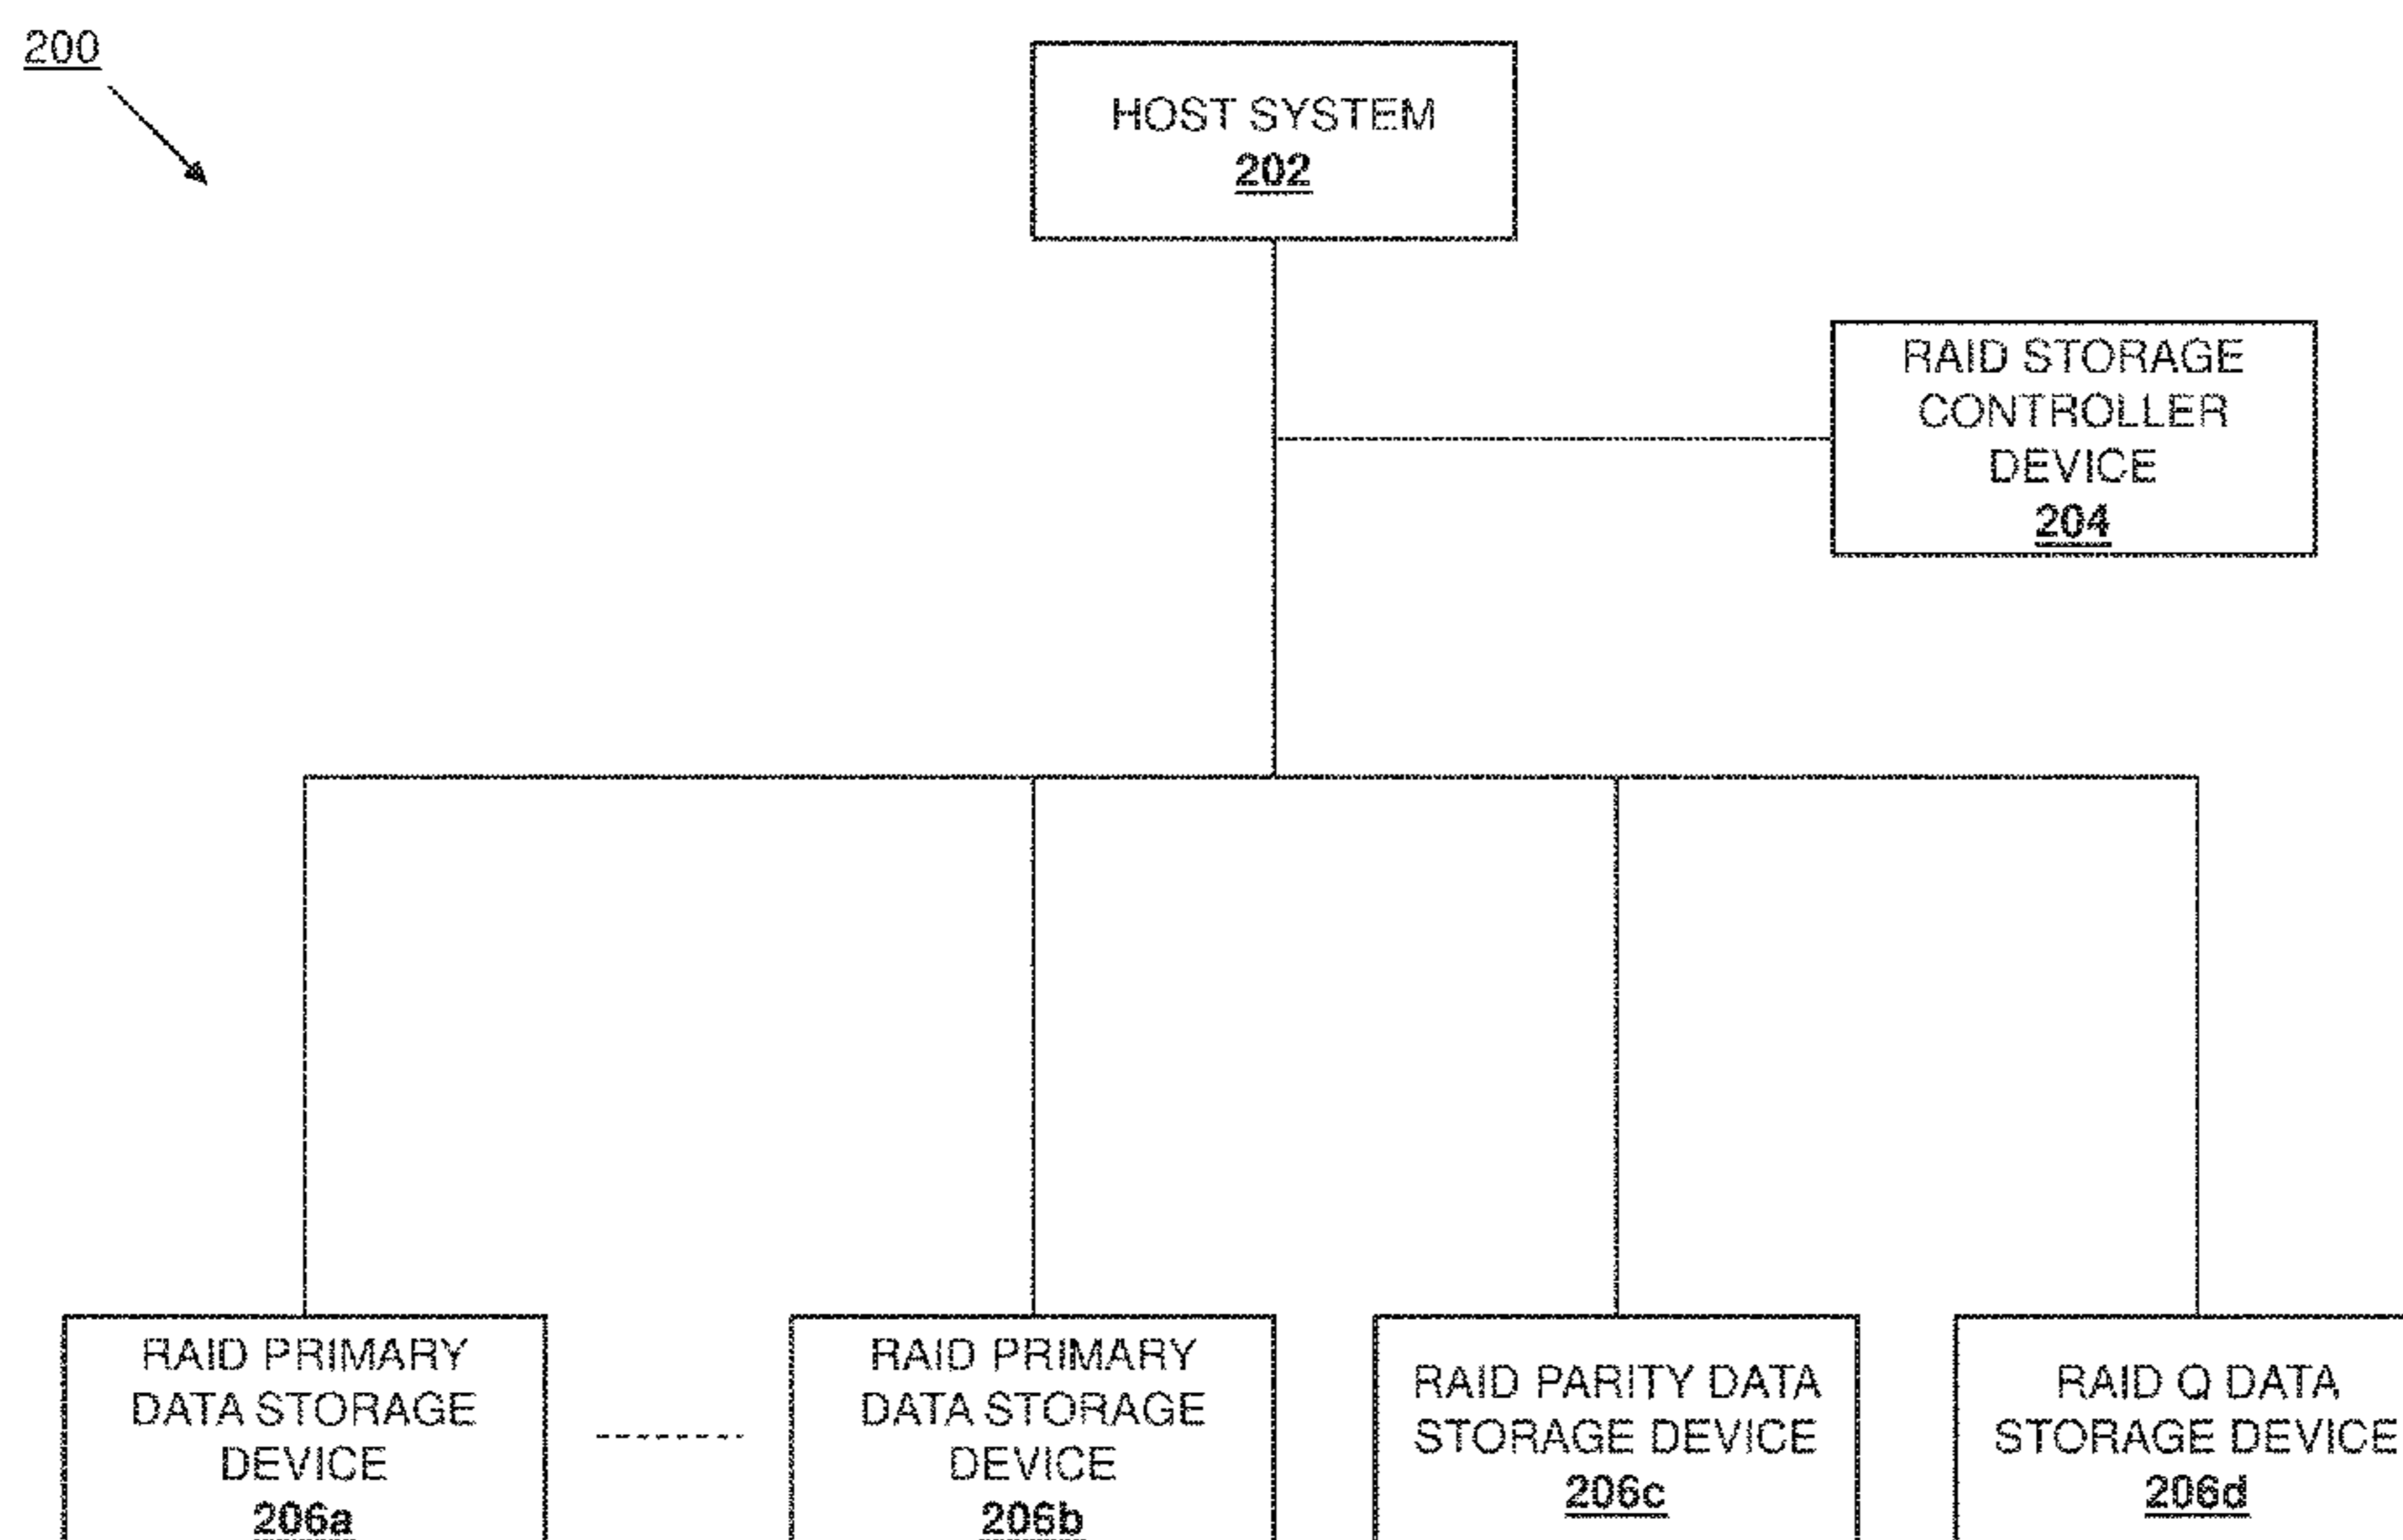 200
HOST SYSTEM
202
RAID STORAGE
CONTROLLER
DEVICE
204
RAID PRIMARY
DATA STORAGE
DEVICE
206a
RAID PRIMARY
DATA STORAGE
DEVICE
206b
RAID PARITY DATA
STORAGE DEVICE
206c
RAID Q DATA
STORAGE DEVICE
206d